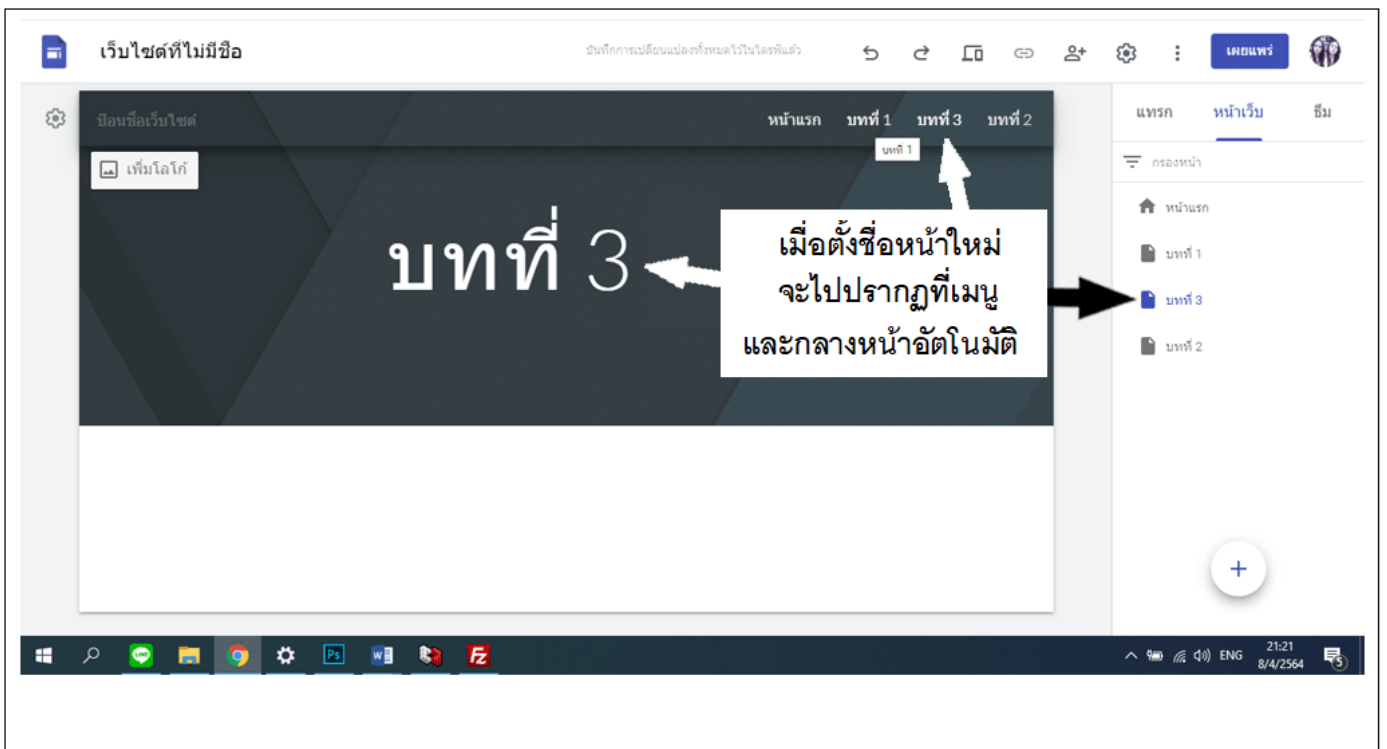 เว็บไซต์ที่ไม่มีชื่อ
บันทึกการเปลี่ยนแปลงทั้งหมดไว้ในไดรฟ์แล้ว
เผยแพร่
ป้อนชื่อเว็บไซต์
หน้าแรก บทที่ 1 บทที่ 3 บทที่ 2
แทรก หน้าเว็บ ธีม
บทที่ 1
เพิ่มโลโก้
กรองหน้า
หน้าแรก
บทที่ 1
บทที่ 3
บทที่ 2
บทที่ 3
เมื่อตั้งชื่อหน้าใหม่
จะไปปรากฏที่เมนู
และกลางหน้าอัตโนมัติ
+
LINE
Ps
W
Fz
ENG
21:21
8/4/2564
5